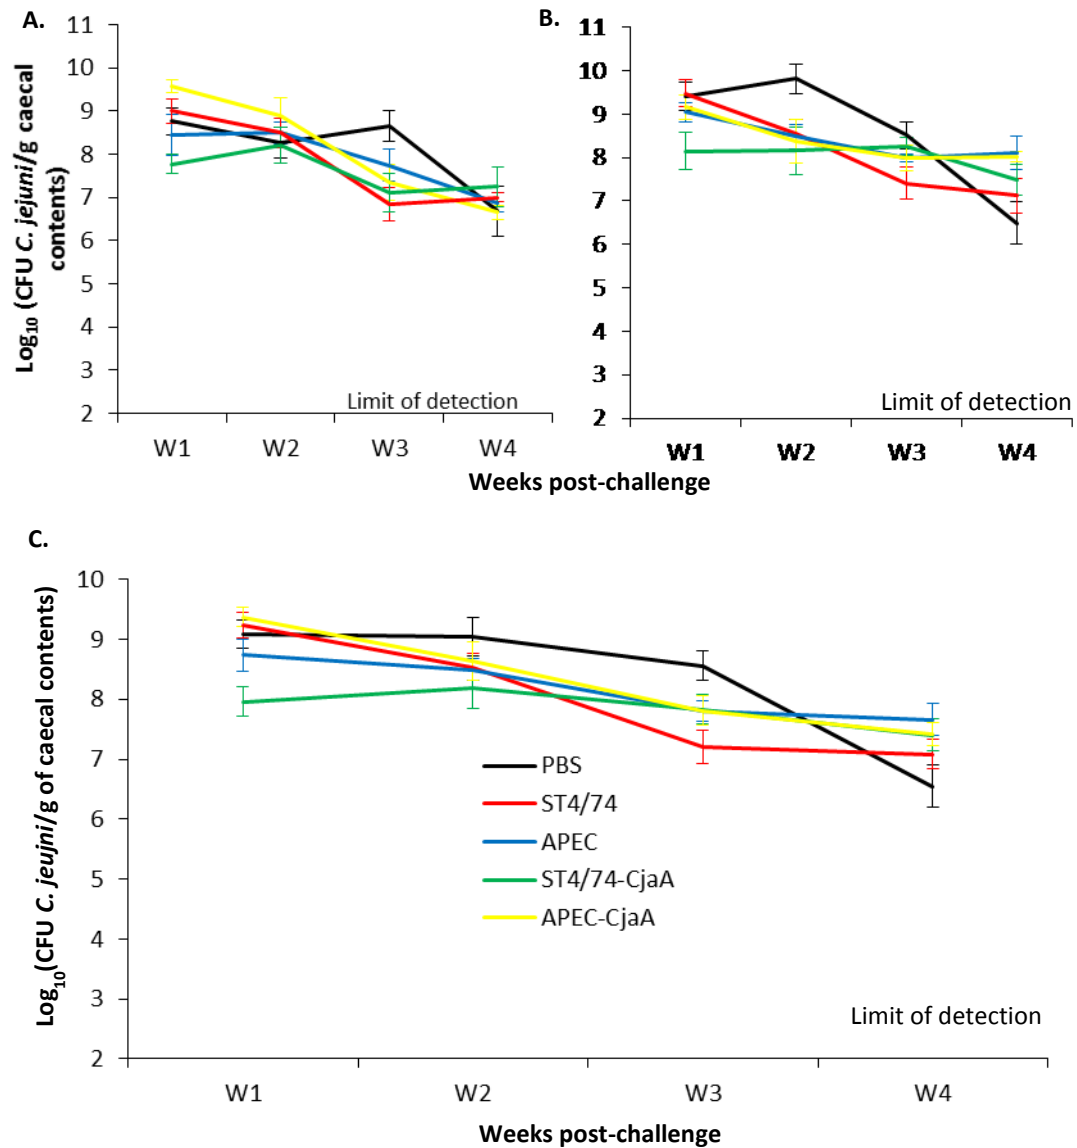 A.
Log₁₀ (CFU C. jejuni/g caecal
contents)
11
10
9
8
7
6
5
4
3
2
Limit of detection
W1 W2 W3 W4
B.
11
10
9
8
7
6
5
4
3
2
Limit of detection
W1 W2 W3 W4
Weeks post-challenge
C.
Log₁₀(CFU C. jeujni/g of caecal contents)
10
9
8
7
6
5
4
3
2
PBS
ST4/74
APEC
ST4/74-CjaA
APEC-CjaA
Limit of detection
W1 W2 W3 W4
Weeks post-challenge